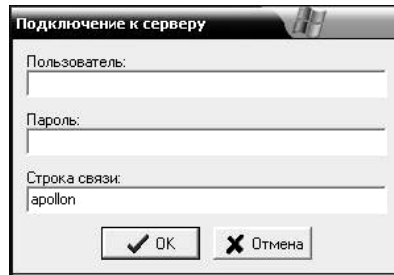 Подключение к серверу
Пользователь:
Пароль:
Строка связи:
apollon
OK
Отмена